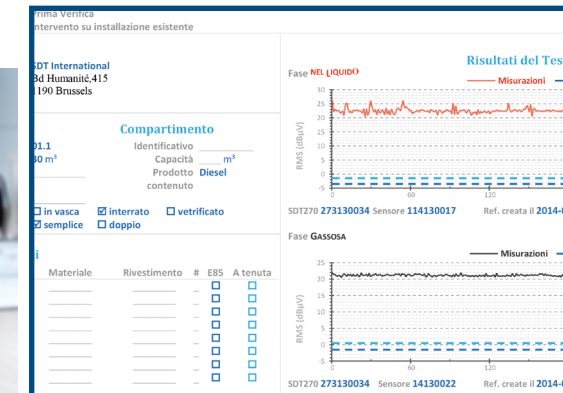 Prima Verifica
Intervento su installazione esistente
SDT International
Bd Humanité,415
1190 Brussels
Compartimento
01.1
Identificativo
30 m³
Capacità ____ m³
Prodotto Diesel
contenuto
in vasca interrato vetrificato
semplice doppio
Materiale Rivestimento # E85 A tenuta
Risultati del Tes
Fase NEL LIQUIDO
Misurazioni
RMS (dBµV)
30
25
20
15
10
5
0
-5
0 60 120
SDT270 273130034 Sensore 114130017 Ref. creata il 2014-0
Fase GASSOSA
Misurazioni
RMS (dBµV)
25
20
15
10
5
0
-5
0 60 120
SDT270 273130034 Sensore 14130022 Ref. create il 2014-0